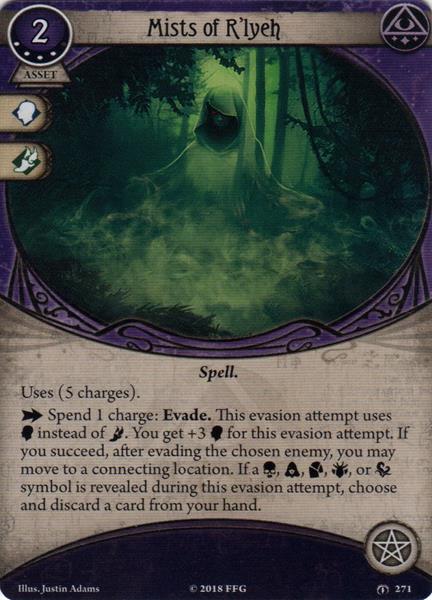 2
Mists of R'lyeh
ASSET
Spell.
Uses (5 charges).
Spend 1 charge: Evade. This evasion attempt uses
instead of . You get +3 for this evasion attempt. If
you succeed, after evading the chosen enemy, you may
move to a connecting location. If a , , , , or
symbol is revealed during this evasion attempt, choose
and discard a card from your hand.
Illus. Justin Adams © 2018 FFG 271